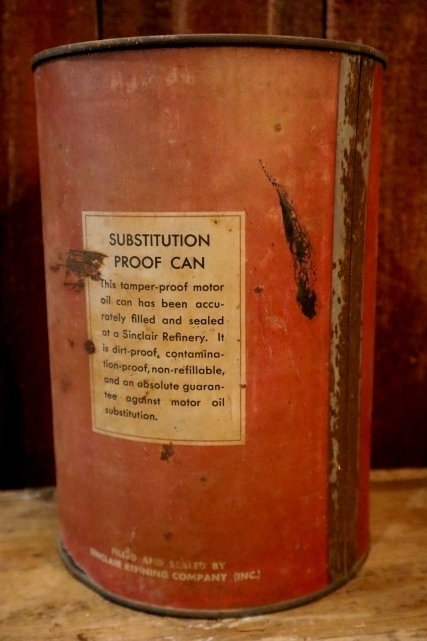 SUBSTITUTION
PROOF CAN
This tamper-proof motor
oil can has been accu-
rately filled and sealed
at a Sinclair Refinery. It
is dirt-proof, contamina-
tion-proof, non-refillable,
and an absolute guaran-
tee against motor oil
substitution.
FILLED AND SEALED BY
SINCLAIR REFINING COMPANY (INC.)